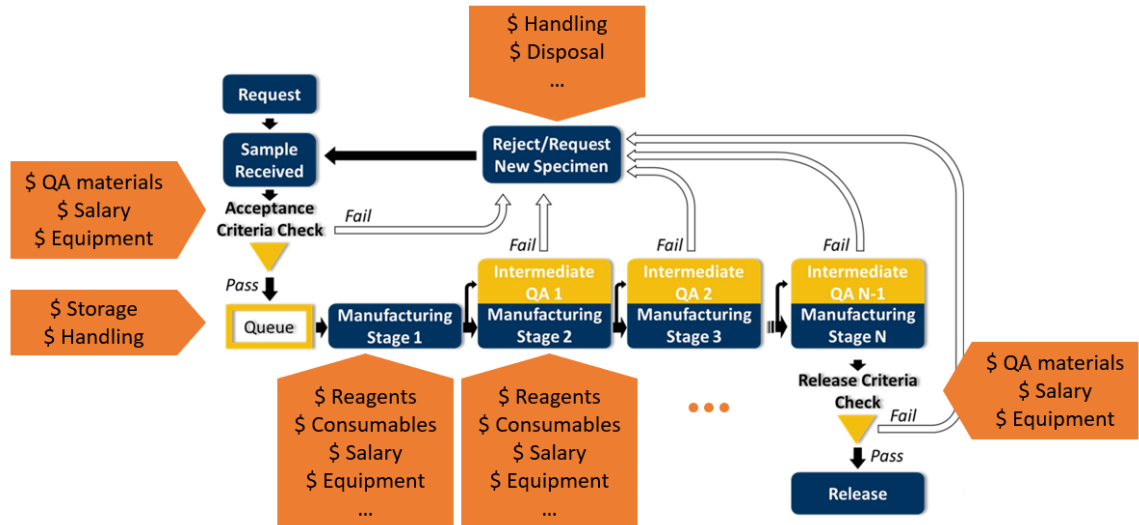 $ Handling
$ Disposal
...
Request
Sample
Received
Reject/Request
New Specimen
$ QA materials
$ Salary
$ Equipment
Acceptance
Criteria Check
Fail
Fail
Fail
Fail
Pass
$ Storage
$ Handling
Queue
Manufacturing
Stage 1
Intermediate
QA 1
Manufacturing
Stage 2
Intermediate
QA 2
Manufacturing
Stage 3
Intermediate
QA N-1
Manufacturing
Stage N
$ Reagents
$ Consumables
$ Salary
$ Equipment
...
$ Reagents
$ Consumables
$ Salary
$ Equipment
...
Release Criteria
Check
Fail
Pass
$ QA materials
$ Salary
$ Equipment
Release